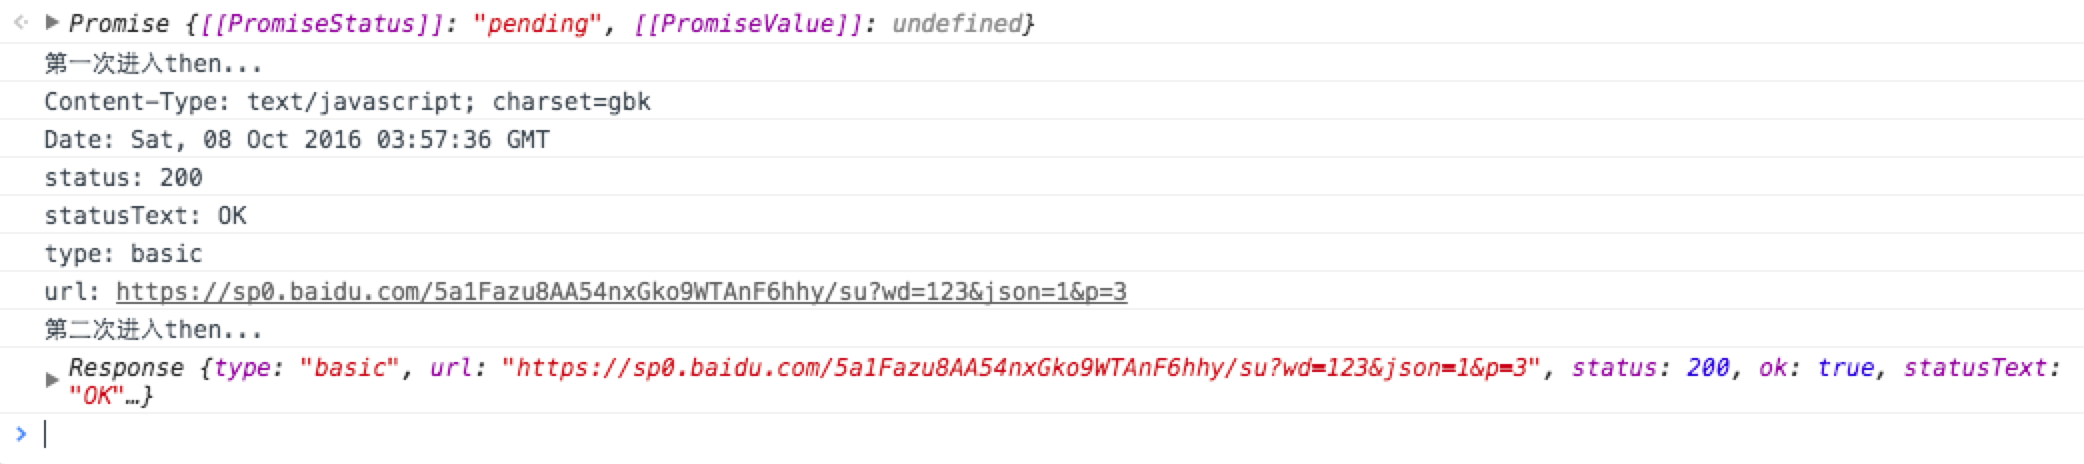 Promise {[[PromiseStatus]]: "pending", [[PromiseValue]]: undefined}
第一次进入then...
Content-Type: text/javascript; charset=gbk
Date: Sat, 08 Oct 2016 03:57:36 GMT
status: 200
statusText: OK
type: basic
url: https://sp0.baidu.com/5a1Fazu8AA54nxGko9WTAnF6hhy/su?wd=123&json=1&p=3
第二次进入then...
Response {type: "basic", url: "https://sp0.baidu.com/5a1Fazu8AA54nxGko9WTAnF6hhy/su?wd=123&json=1&p=3", status: 200, ok: true, statusText:
"OK"…}